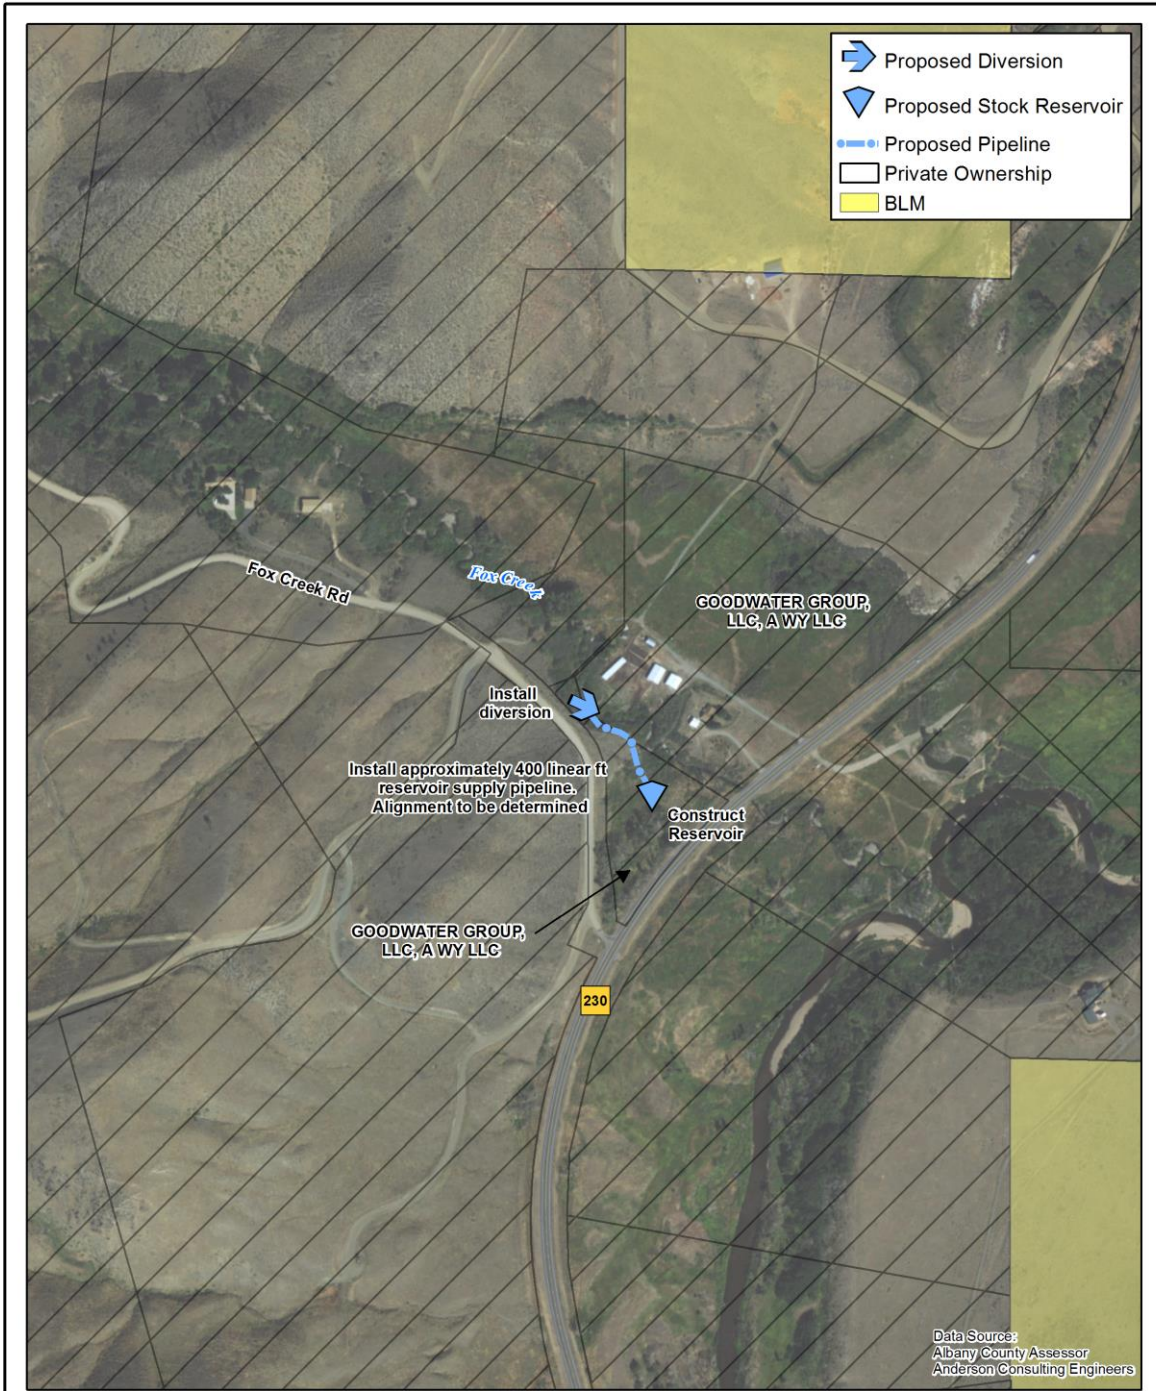 Proposed Diversion
Proposed Stock Reservoir
Proposed Pipeline
Private Ownership
BLM
Fox Creek Rd
Fox Creek
GOODWATER GROUP,
LLC, A WY LLC
Install
diversion
Install approximately 400 linear ft
reservoir supply pipeline.
Alignment to be determined
Construct
Reservoir
GOODWATER GROUP,
LLC, A WY LLC
230
Data Source:
Albany County Assessor
Anderson Consulting Engineers